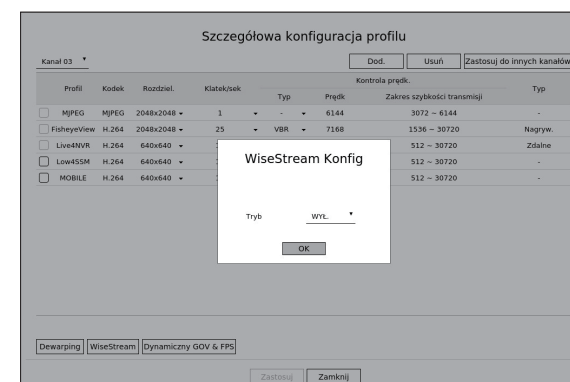 Szczegółowa konfiguracja profilu
Kanał 03
Dod. Usuń Zastosuj do innych kanałów
Profil Kodek Rozdziel. Klatek/sek Kontrola prędk. Typ
Typ Prędk Zakres szybkości transmisji
MJPEG MJPEG 2048x2048 1 - 6144 3072 ~ 6144 -
FisheyeView H.264 2048x2048 25 VBR 7168 1536 ~ 30720 Nagryw.
Live4NVR H.264 640x640 512 ~ 30720 Zdalne
Low4SSM H.264 640x640 512 ~ 30720 -
MOBILE H.264 640x640 512 ~ 30720 -
WiseStream Konfig
Tryb WYŁ.
OK
Dewarping WiseStream Dynamiczny GOV & FPS
Zastosuj Zamknij